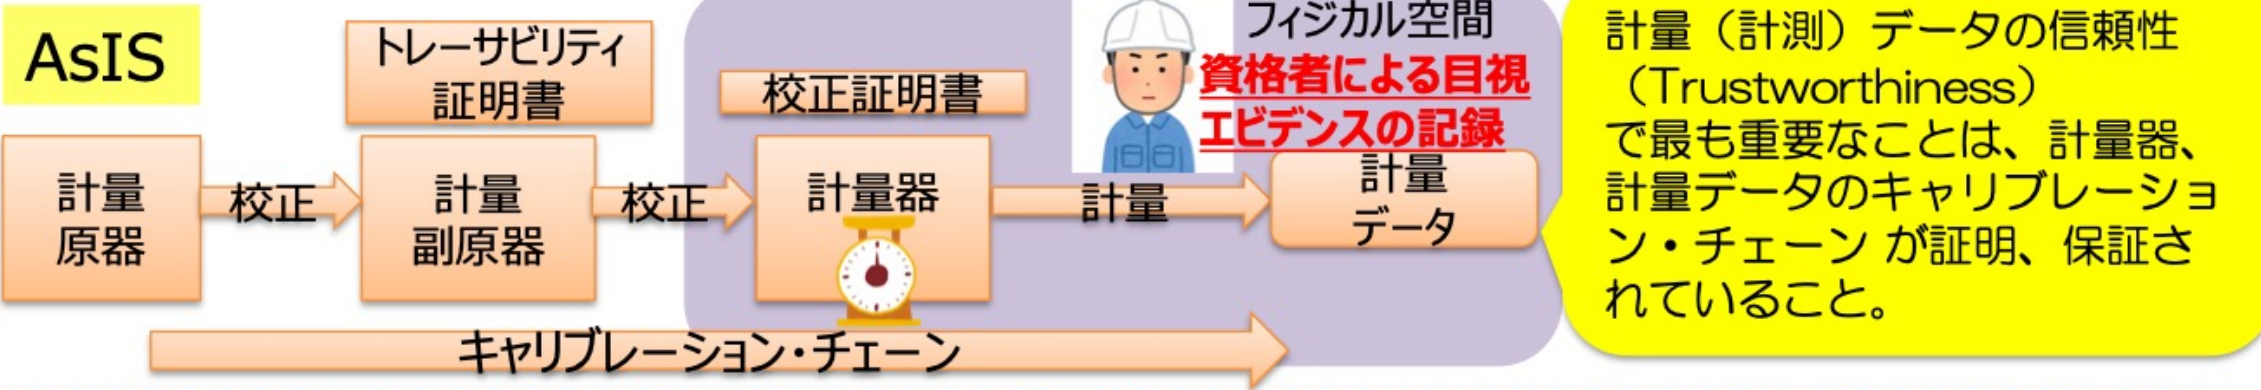 AsIS
トレーサビリティ
証明書
校正証明書
フィジカル空間
資格者による目視
エビデンスの記録
計量
原器
校正
計量
副原器
校正
計量器
計量
計量
データ
キャリブレーション・チェーン
計量（計測）データの信頼性
（Trustworthiness）
で最も重要なことは、計量器、
計量データのキャリブレーショ
ン・チェーン が証明、保証さ
れていること。